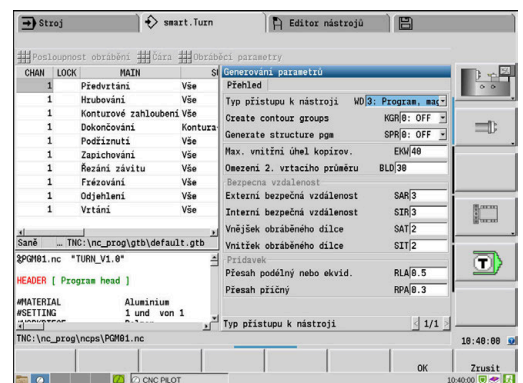 Stroj
smart.Turn
Editor nástrojů
Posloupnost obrábění
Čára
Obráběcí parametry
CHAN LOCK MAIN
1 Předvrtání Vše
1 Hrubování Vše
1 Konturové zahloubení Vše
1 Dokončování Kontura
1 Podříznutí Vše
1 Zapichování Vše
1 Řezání závitu Vše
1 Frézování Vše
1 Odjehlení Vše
1 Vrtání Vše
Saně … TNC:\nc_prog\gtb\default.gtb
%PGM01.nc "TURN_V1.0"
HEADER [ Program head ]
#MATERIAL Aluminium
#SETTING 1 und von 1
TNC:\nc_prog\ncps\PGM01.nc
Generování parametrů
Přehled
Typ přístupu k nástroji WD 3: Program, mag
Create contour groups KGR 0: OFF
Generate structure pgm SPR 0: OFF
Max. vnitřní úhel kopírov. EKW 40
Omezení 2. vrtacího průměru BLD 30
Bezpecna vzdalenost
Externí bezpečná vzdálenost SAR 3
Interní bezpečná vzdálenost SIR 3
Vnějšek obráběného dílce SAT 2
Vnitřek obráběného dílce SIT 2
Pridavek
Přesah podélný nebo ekvid. RLA 0.5
Přesah příčný RPA 0.3
Typ přístupu k nástroji 1/1
T
10:40:00
OK
Zrusit
CNC PILOT
10:40:00